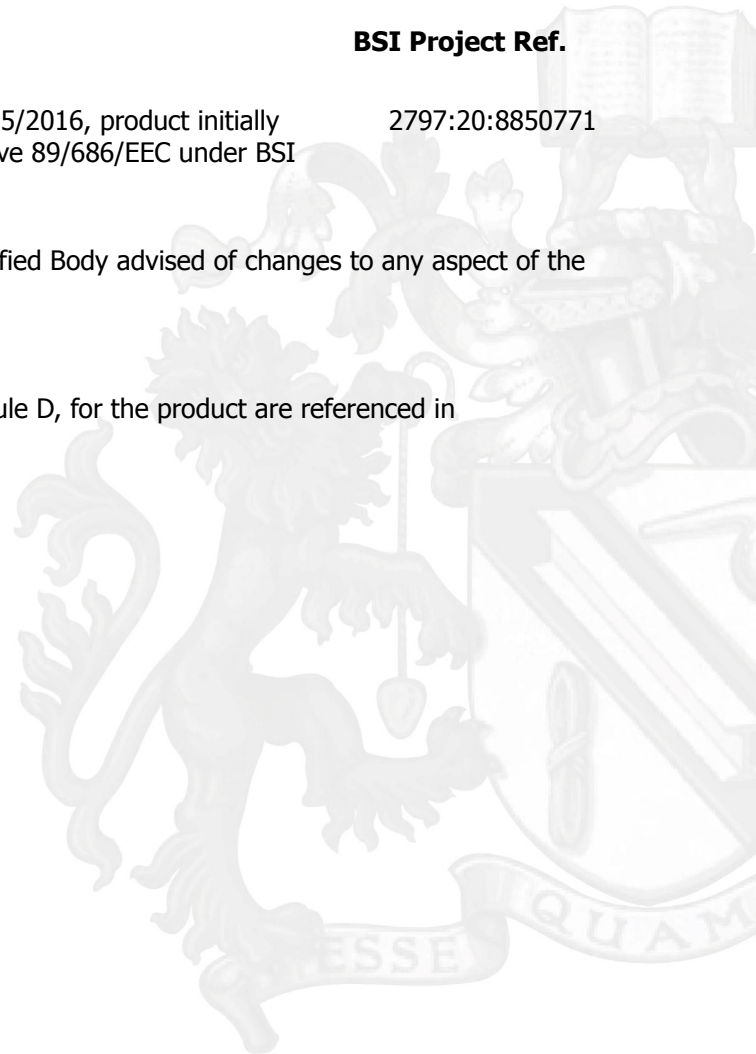 BSI Project Ref.
5/2016, product initially 2797:20:8850771
ve 89/686/EEC under BSI
fied Body advised of changes to any aspect of the
ule D, for the product are referenced in
ESSE QUAM